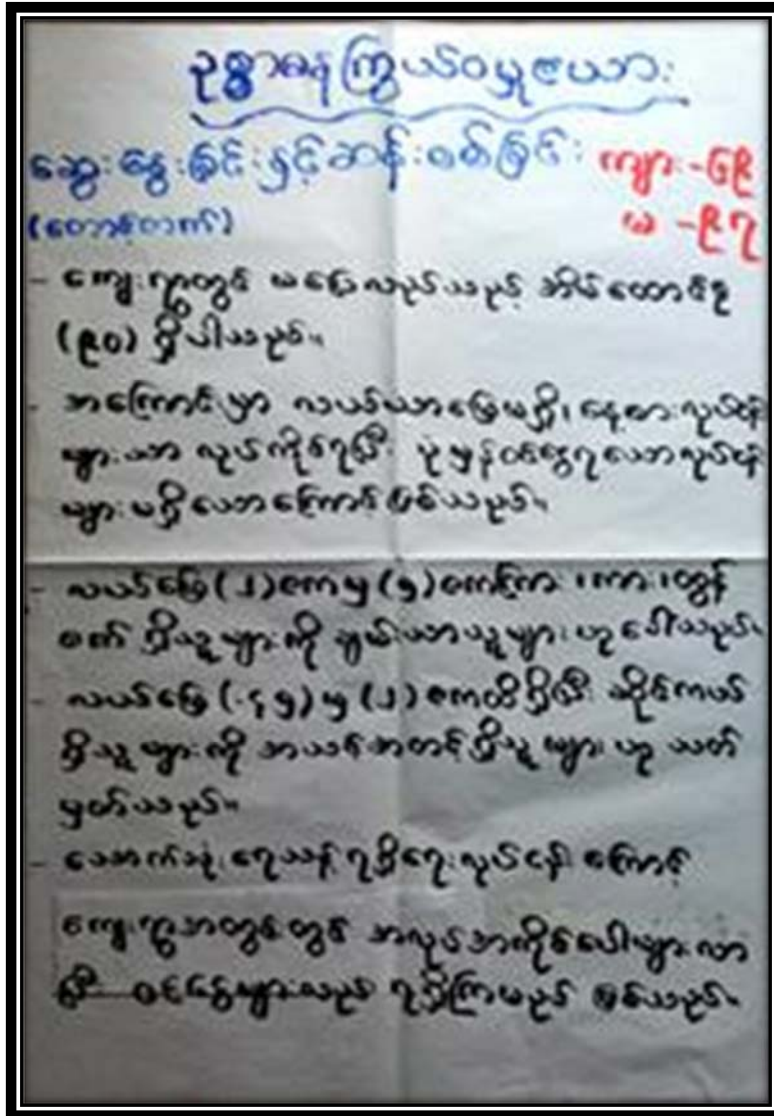 ဥစ္စာဓနကြွယ်ဝမှုဇယား
ဆွေးနွေးခြင်းနှင့်ဆန်းစစ်ခြင်း ကျား-၆၉
(တောင်တက်) မ -၉၇
- ကျေးရွာတွင် မပြေလည်သည့် အိမ်ထောင်စု
(၉၀) ရှိပါသည်။
- အကြောင်းမှာ လယ်ယာမြေမရှိ၊ နေ့စားလုပ်ငန်း
များသာ လုပ်ကိုင်ရပြီး ပုံမှန်ဝင်ငွေရသောလုပ်ငန်း
များမရှိသောကြောင့်ဖြစ်သည်။
- လယ်မြေ(၂)ဧကမှ(၅)ဧကကြား၊ ကား၊ ထွန်
စက် ရှိသူများကို ချမ်းသာသူများဟု ခေါ်သည်။
- လယ်မြေ(.၄၅)မှ(၂)ဧကထိရှိပြီး ဆိုင်ကယ်
ရှိသူများကို အသင့်အတင့်ရှိသူများဟု သတ်
မှတ်သည်။
- သောက်သုံးရေသန့်ရရှိရေးလုပ်ငန်းကြောင့်
ကျေးရွာအတွင်းတွင် အလုပ်အကိုင်ပေါများလာ
ပြီး ဝင်ငွေများလည်း ရရှိကြမည် ဖြစ်သည်။